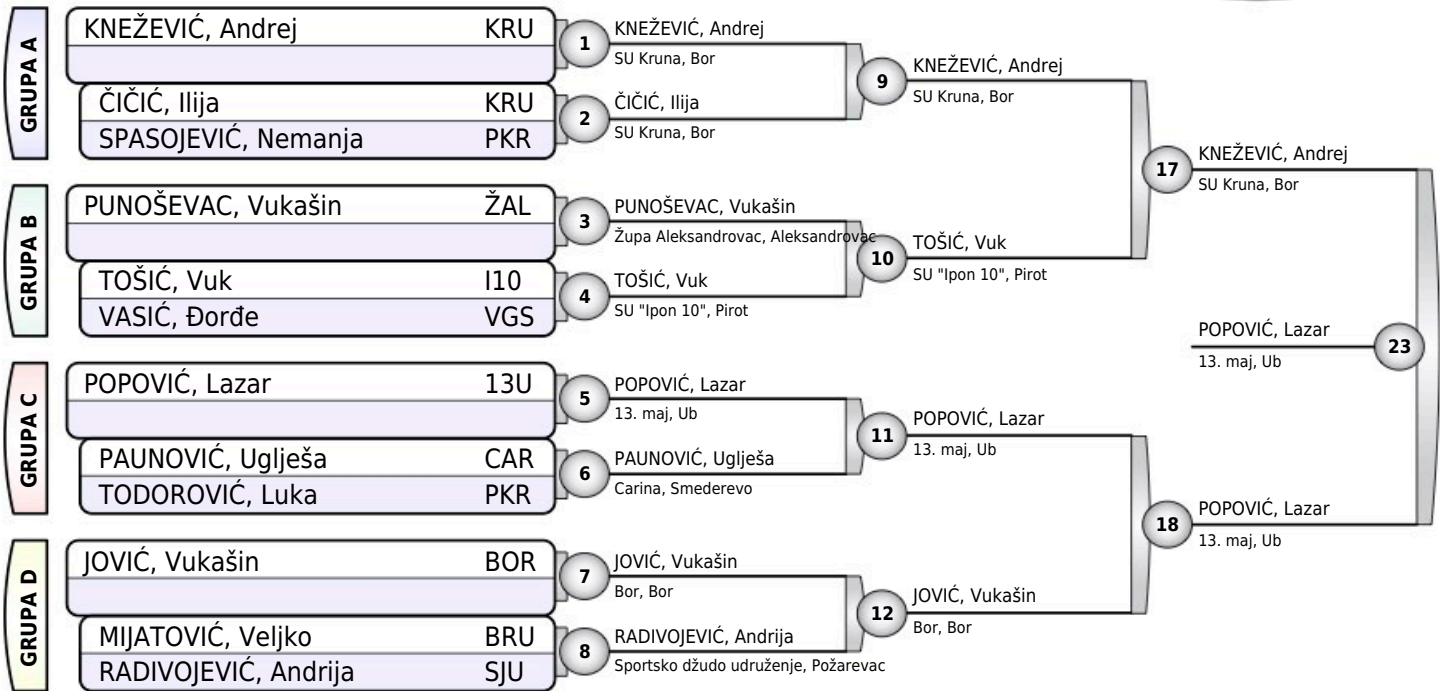 GRUPA A
KNEŽEVIĆ, Andrej KRU
ČIČIĆ, Ilija KRU
SPASOJEVIĆ, Nemanja PKR
GRUPA B
PUNOŠEVAC, Vukašin ŽAL
TOŠIĆ, Vuk I10
VASIĆ, Đorđe VGS
GRUPA C
POPOVIĆ, Lazar 13U
PAUNOVIĆ, Uglješa CAR
TODOROVIĆ, Luka PKR
GRUPA D
JOVIĆ, Vukašin BOR
MIJATOVIĆ, Veljko BRU
RADIVOJEVIĆ, Andrija SJU
1
KNEŽEVIĆ, Andrej
SU Kruna, Bor
2
ČIČIĆ, Ilija
SU Kruna, Bor
3
PUNOŠEVAC, Vukašin
Župa Aleksandrovac, Aleksandrovac
4
TOŠIĆ, Vuk
SU "Ipon 10", Pirot
5
POPOVIĆ, Lazar
13. maj, Ub
6
PAUNOVIĆ, Uglješa
Carina, Smederevo
7
JOVIĆ, Vukašin
Bor, Bor
8
RADIVOJEVIĆ, Andrija
Sportsko džudo udruženje, Požarevac
9
KNEŽEVIĆ, Andrej
SU Kruna, Bor
10
TOŠIĆ, Vuk
SU "Ipon 10", Pirot
11
POPOVIĆ, Lazar
13. maj, Ub
12
JOVIĆ, Vukašin
Bor, Bor
17
KNEŽEVIĆ, Andrej
SU Kruna, Bor
18
POPOVIĆ, Lazar
13. maj, Ub
POPOVIĆ, Lazar
13. maj, Ub
23